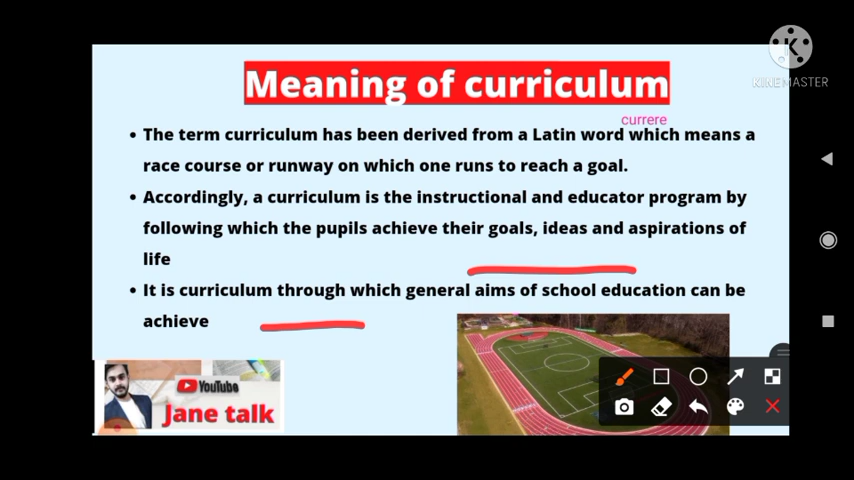 KINEMASTER
Meaning of curriculum
currere
• The term curriculum has been derived from a Latin word which means a
race course or runway on which one runs to reach a goal.
• Accordingly, a curriculum is the instructional and educator program by
following which the pupils achieve their goals, ideas and aspirations of
life
• It is curriculum through which general aims of school education can be
achieve
YouTube
Jane talk